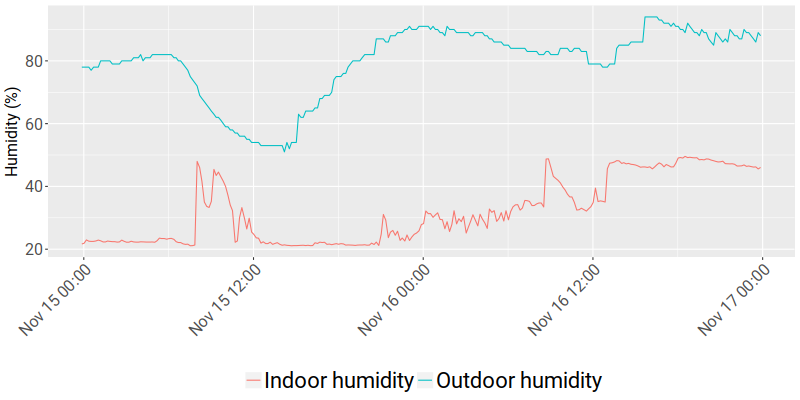 Humidity (%)
80
60
40
20
Nov 15 00:00
Nov 15 12:00
Nov 16 00:00
Nov 16 12:00
Nov 17 00:00
Indoor humidity Outdoor humidity